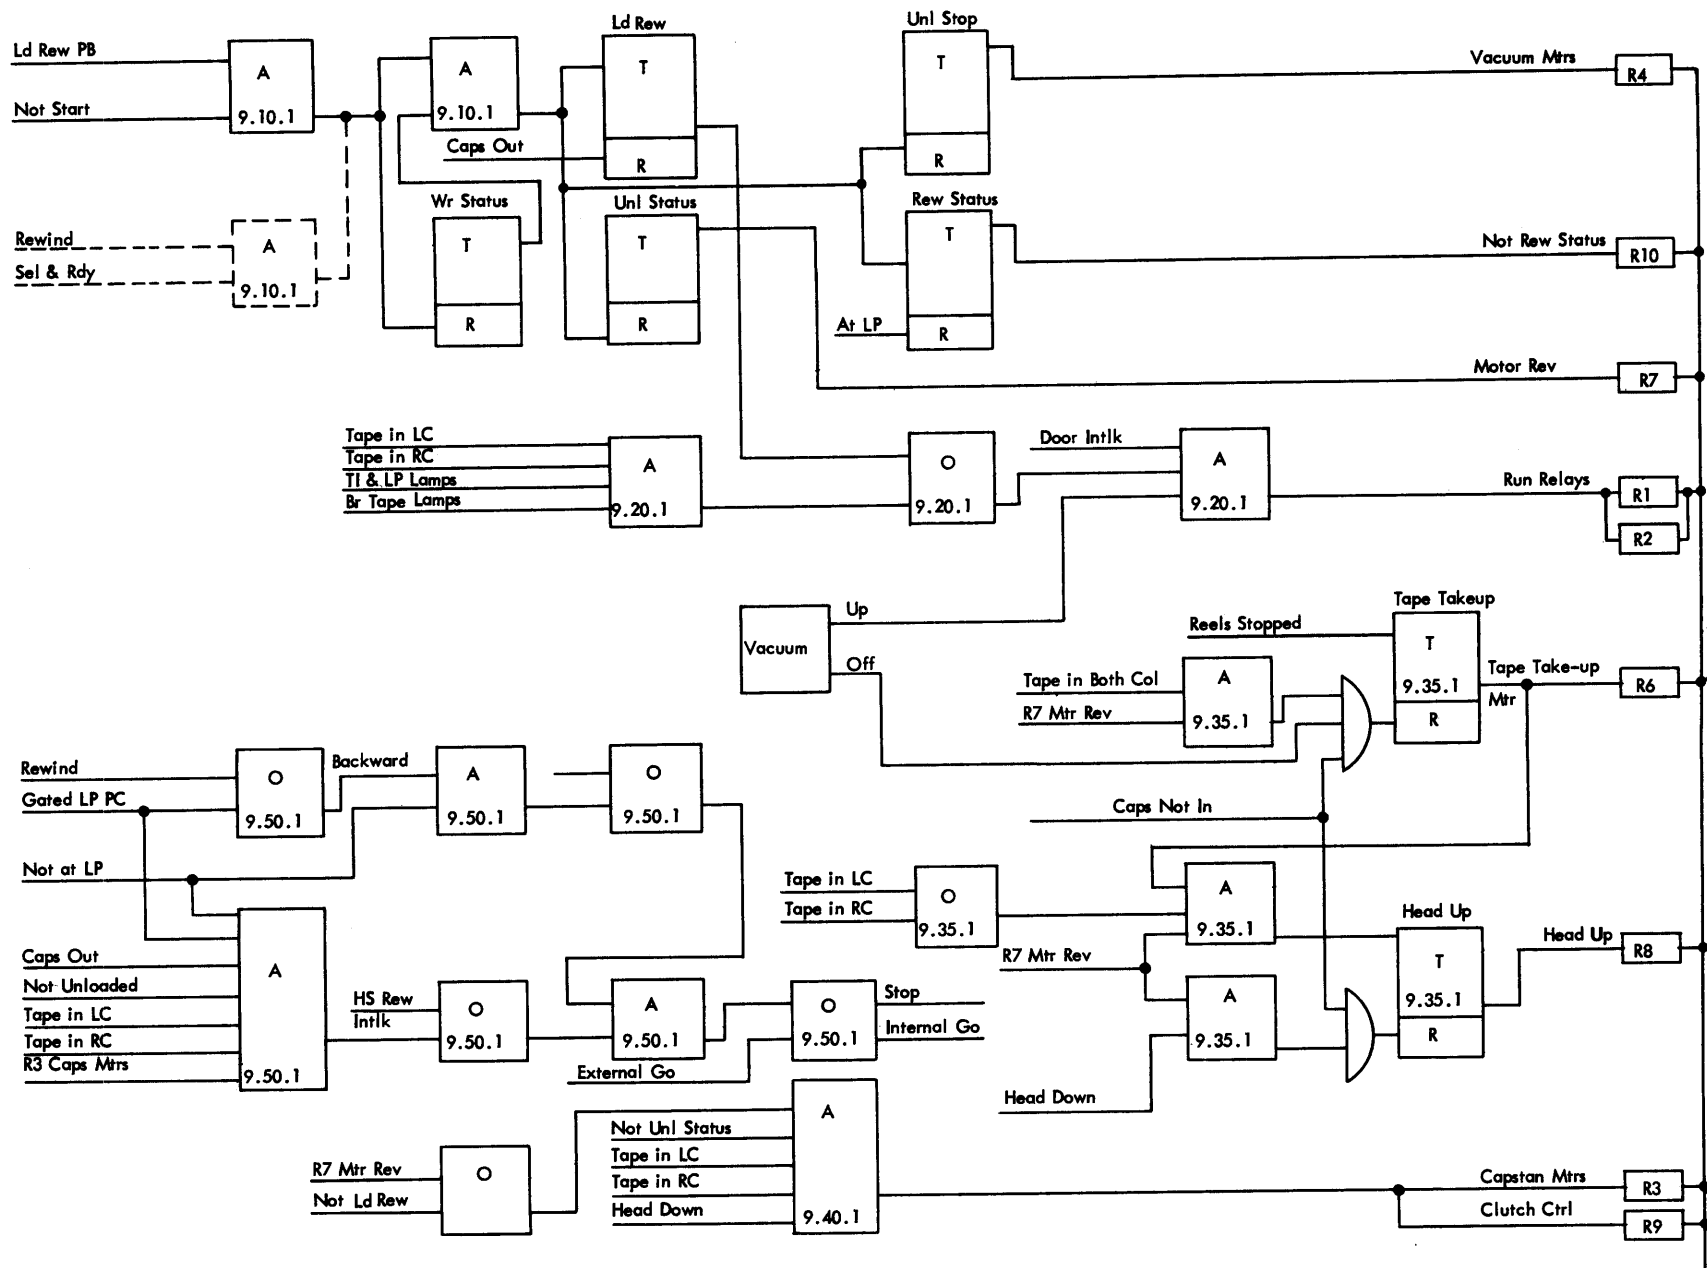 Ld Rew
Unl Stop
Ld Rew PB
A
9.10.1
A
9.10.1
T
T
Vacuum Mtrs
R4
Not Start
Caps Out
R
R
Wr Status
Unl Status
Rew Status
Rewind
Sel & Rdy
A
9.10.1
T
T
T
Not Rew Status
R10
R
R
At LP
R
Motor Rev
R7
Tape in LC
Tape in RC
TI & LP Lamps
Br Tape Lamps
A
9.20.1
O
9.20.1
Door Intlk
A
9.20.1
Run Relays
R1
R2
Vacuum
Up
Off
Tape Takeup
Reels Stopped
T
9.35.1
R
Tape in Both Col
R7 Mtr Rev
A
9.35.1
Tape Take-up
Mtr
R6
Rewind
Gated LP PC
O
9.50.1
Backward
A
9.50.1
O
9.50.1
Caps Not In
Not at LP
Tape in LC
Tape in RC
O
9.35.1
A
9.35.1
Head Up
T
9.35.1
R
Head Up
R8
R7 Mtr Rev
A
9.35.1
Head Down
Caps Out
Not Unloaded
Tape in LC
Tape in RC
R3 Caps Mtrs
A
9.50.1
HS Rew
Intlk
O
9.50.1
A
9.50.1
O
9.50.1
Stop
Internal Go
External Go
R7 Mtr Rev
Not Ld Rew
O
Not Unl Status
Tape in LC
Tape in RC
Head Down
A
9.40.1
Capstan Mtrs
R3
Clutch Ctrl
R9